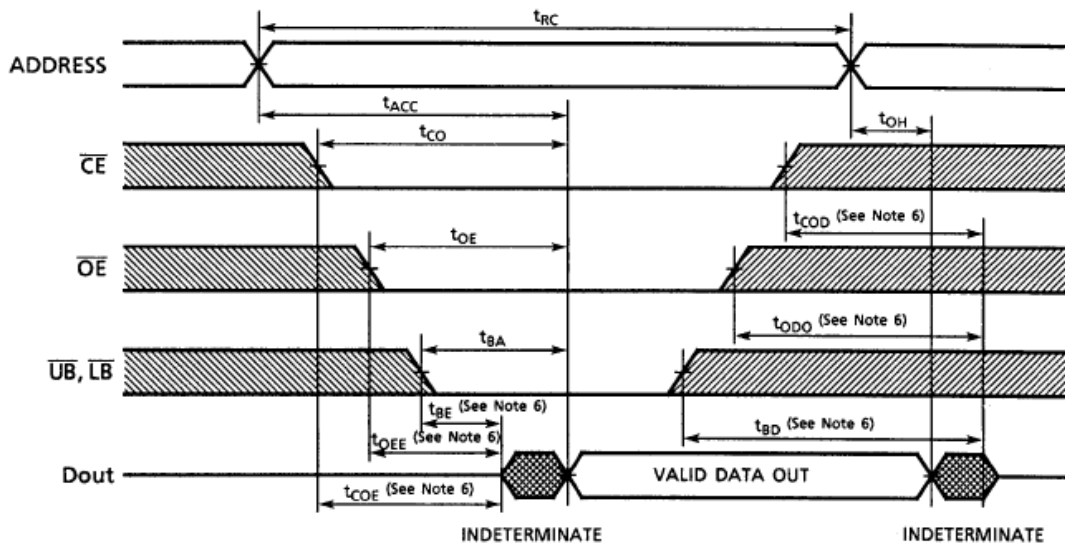 tRC
ADDRESS
tACC
tOH
tCO
CE
tCOD (See Note 6)
tOE
OE
tODO (See Note 6)
tBA
UB, LB
tBE (See Note 6)
tBD (See Note 6)
tOEE (See Note 6)
Dout
VALID DATA OUT
tCOE (See Note 6)
INDETERMINATE
INDETERMINATE